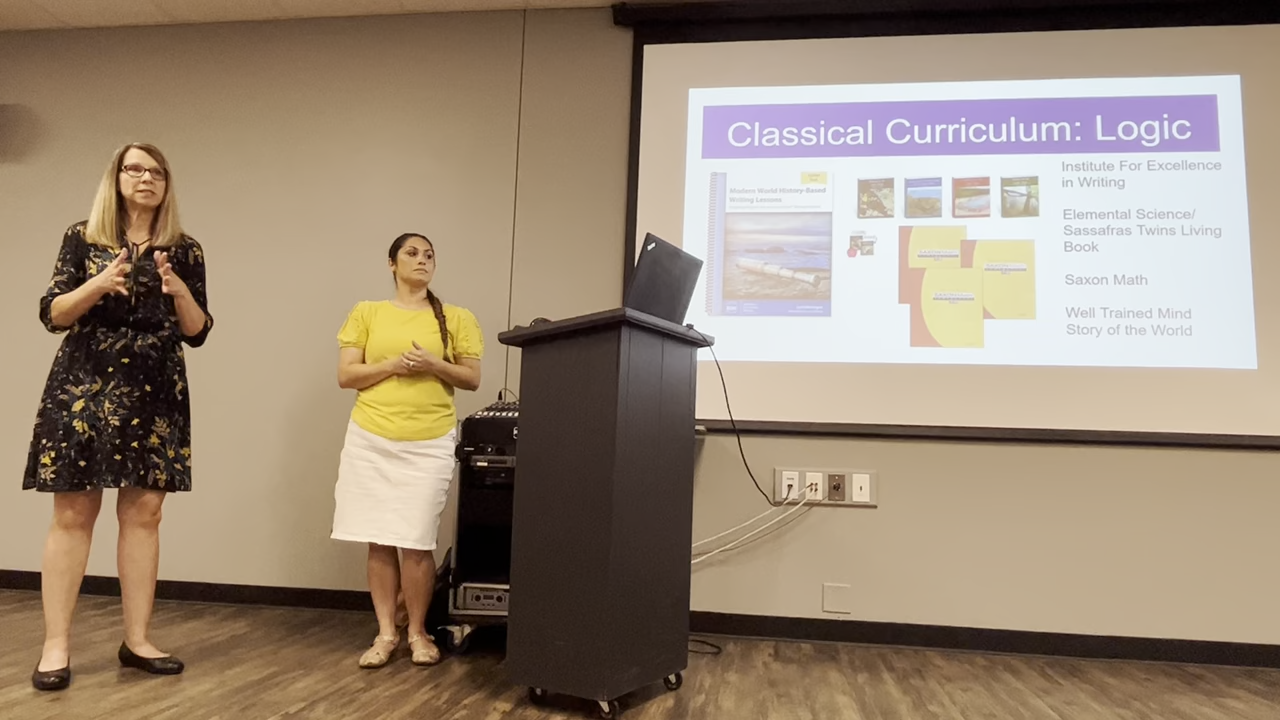 Classical Curriculum: Logic
Modern World History-Based
Writing Lessons
Institute For Excellence
in Writing
Elemental Science/
Sassafras Twins Living
Book
Saxon Math
Well Trained Mind
Story of the World